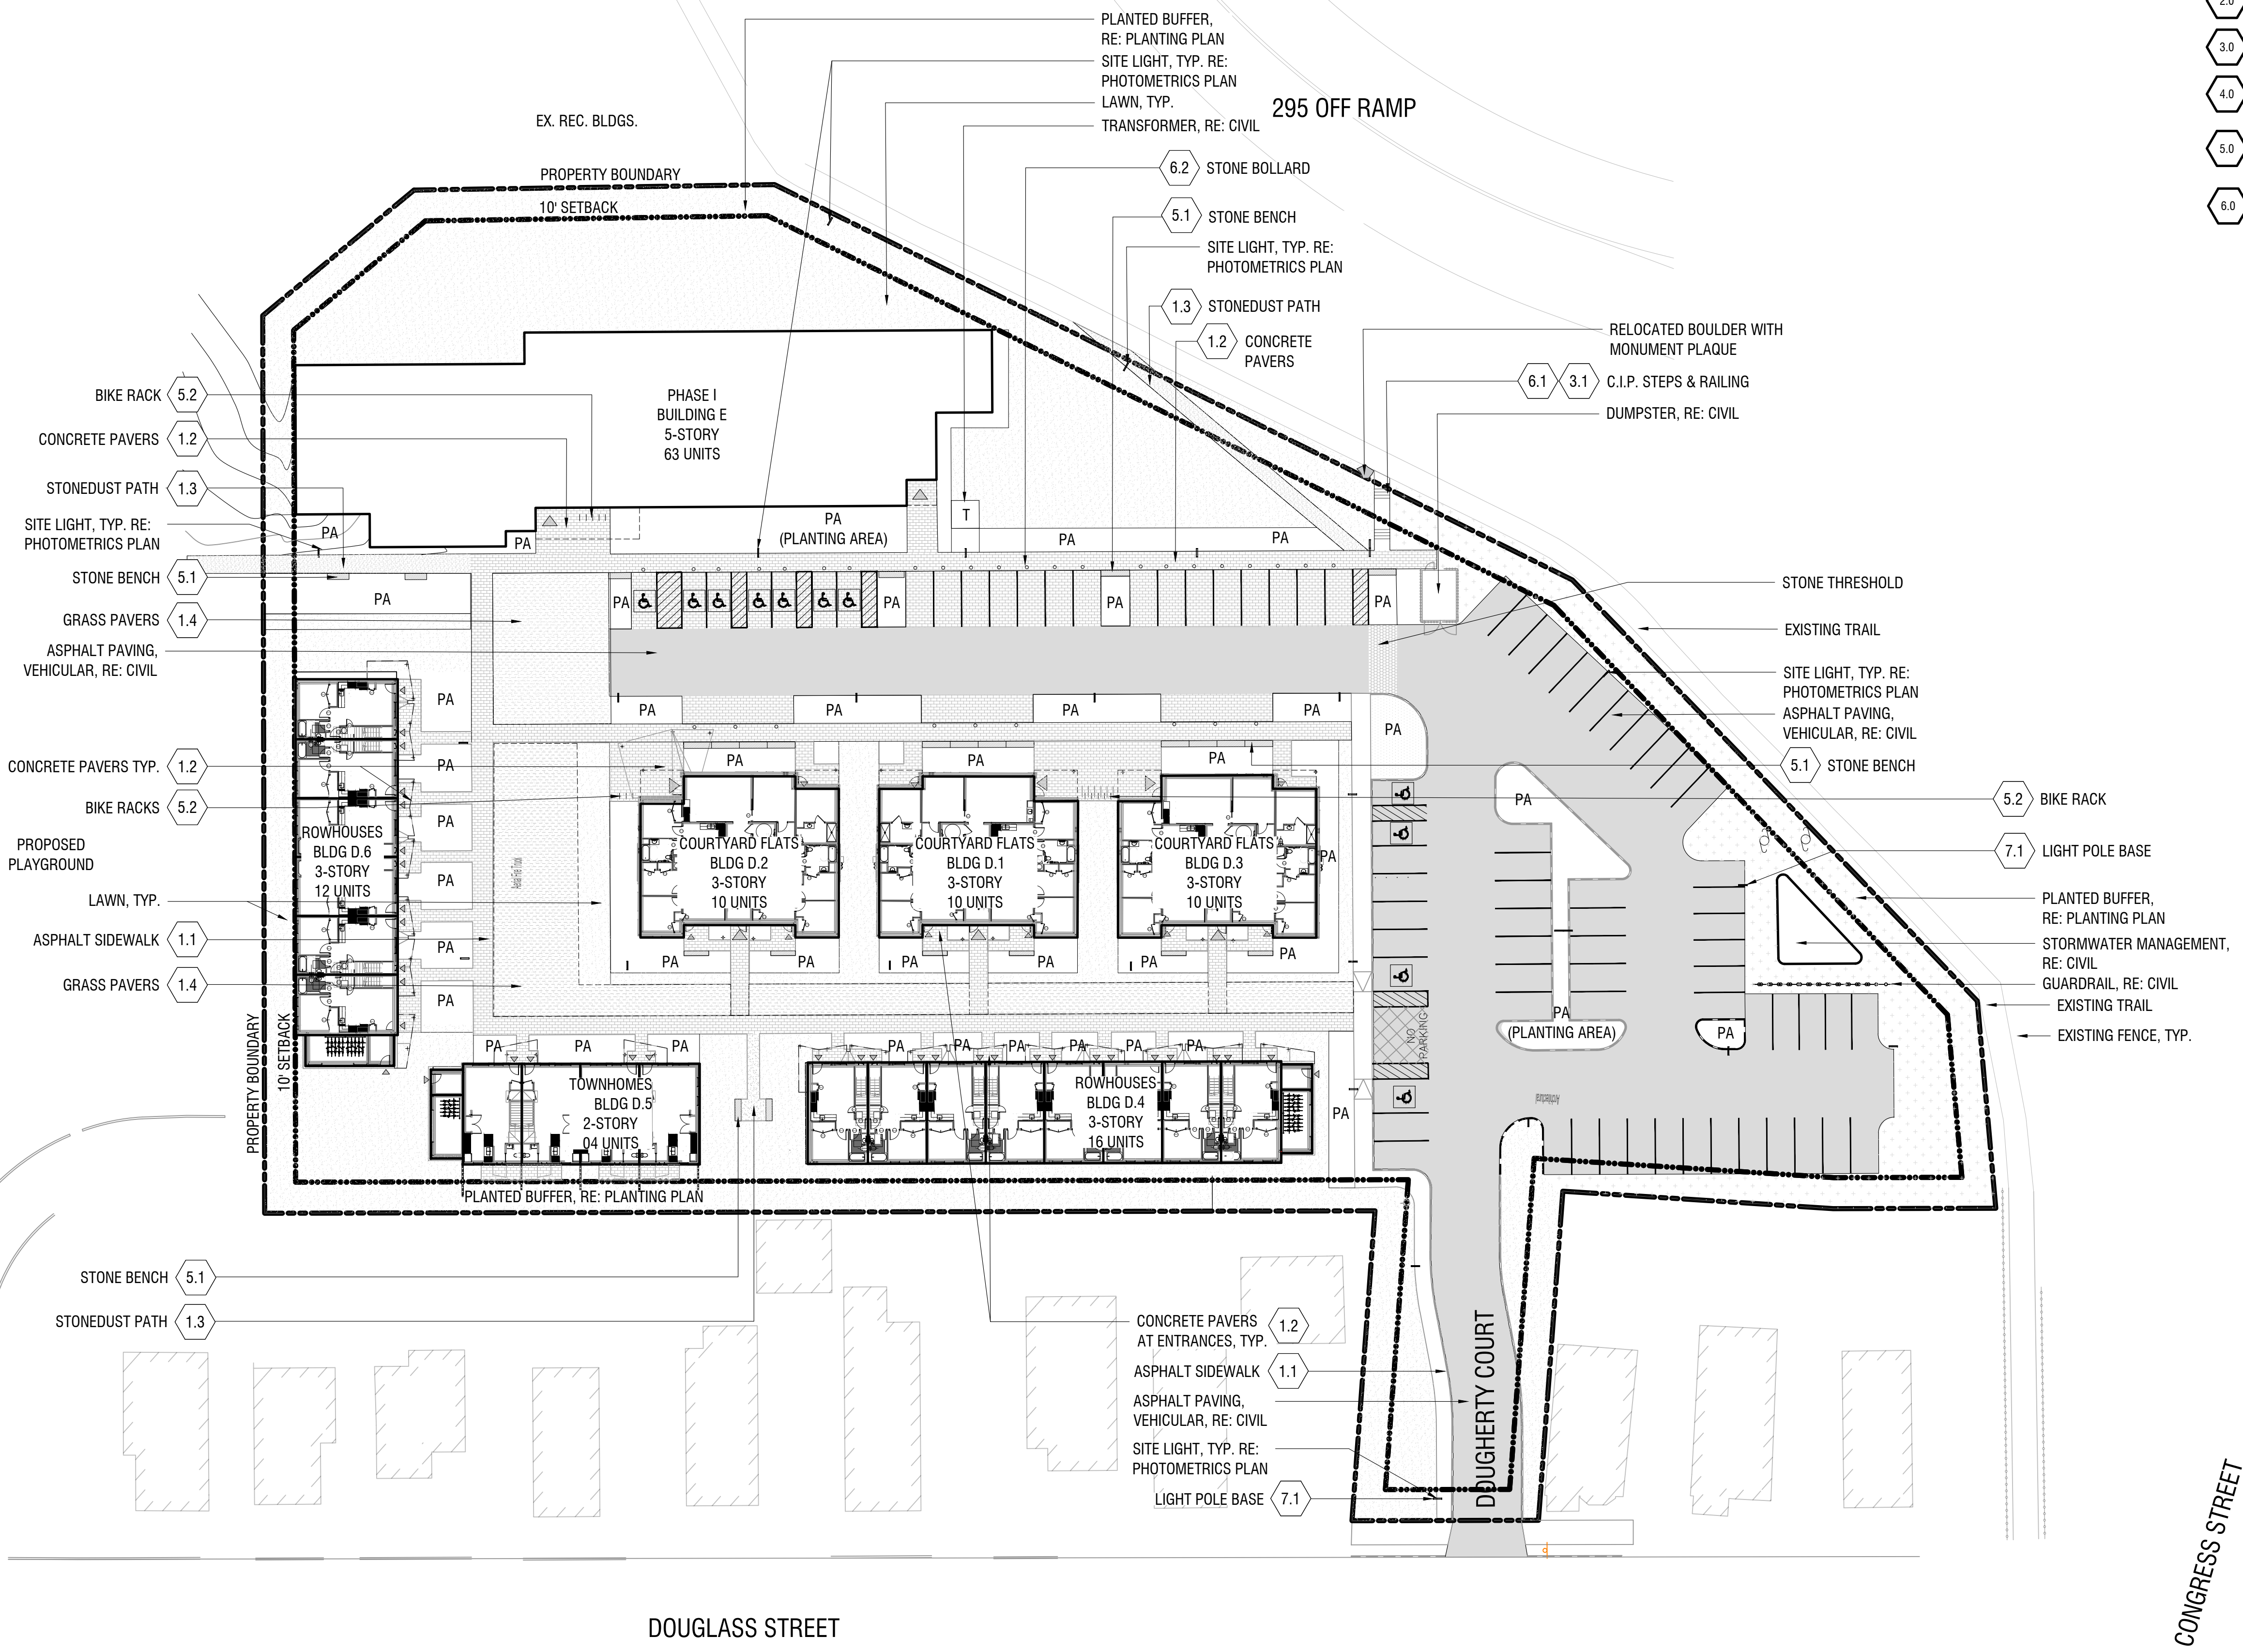 2.0
3.0
4.0
5.0
6.0
PLANTED BUFFER,
RE: PLANTING PLAN
SITE LIGHT, TYP. RE:
PHOTOMETRICS PLAN
LAWN, TYP.
TRANSFORMER, RE: CIVIL
295 OFF RAMP
EX. REC. BLDGS.
6.2 STONE BOLLARD
PROPERTY BOUNDARY
10' SETBACK
5.1 STONE BENCH
SITE LIGHT, TYP. RE:
PHOTOMETRICS PLAN
1.3 STONEDUST PATH
1.2 CONCRETE
PAVERS
RELOCATED BOULDER WITH
MONUMENT PLAQUE
6.1 3.1 C.I.P. STEPS & RAILING
DUMPSTER, RE: CIVIL
BIKE RACK 5.2
CONCRETE PAVERS 1.2
STONEDUST PATH 1.3
SITE LIGHT, TYP. RE:
PHOTOMETRICS PLAN
STONE BENCH 5.1
GRASS PAVERS 1.4
ASPHALT PAVING,
VEHICULAR, RE: CIVIL
PHASE I
BUILDING E
5-STORY
63 UNITS
PA
PA
PA
(PLANTING AREA)
T
PA
PA
PA
PA
PA
PA
PA
STONE THRESHOLD
EXISTING TRAIL
SITE LIGHT, TYP. RE:
PHOTOMETRICS PLAN
ASPHALT PAVING,
VEHICULAR, RE: CIVIL
5.1 STONE BENCH
5.2 BIKE RACK
7.1 LIGHT POLE BASE
PLANTED BUFFER,
RE: PLANTING PLAN
STORMWATER MANAGEMENT,
RE: CIVIL
GUARDRAIL, RE: CIVIL
EXISTING TRAIL
EXISTING FENCE, TYP.
PA
PA
PA
PA
PA
PA
CONCRETE PAVERS TYP. 1.2
BIKE RACKS 5.2
PROPOSED
PLAYGROUND
LAWN, TYP.
ASPHALT SIDEWALK 1.1
GRASS PAVERS 1.4
PA
PA
PA
PA
PA
PA
PA
PA
PA
ROWHOUSES
BLDG D.6
3-STORY
12 UNITS
COURTYARD FLATS
BLDG D.2
3-STORY
10 UNITS
COURTYARD FLATS
BLDG D.1
3-STORY
10 UNITS
COURTYARD FLATS
BLDG D.3
3-STORY
10 UNITS
PA
PA
PA
PA
PA
PA
PA
PA
PA
(PLANTING AREA)
PA
NO
PARKING
PROPERTY BOUNDARY
10' SETBACK
PA
PA
PA
PA
PA
PA
PA
PA
PA
TOWNHOMES
BLDG D.5
2-STORY
04 UNITS
ROWHOUSES
BLDG D.4
3-STORY
16 UNITS
PLANTED BUFFER, RE: PLANTING PLAN
STONE BENCH 5.1
STONEDUST PATH 1.3
CONCRETE PAVERS
AT ENTRANCES, TYP. 1.2
ASPHALT SIDEWALK 1.1
ASPHALT PAVING,
VEHICULAR, RE: CIVIL
SITE LIGHT, TYP. RE:
PHOTOMETRICS PLAN
LIGHT POLE BASE 7.1
DOUGHERTY COURT
DOUGLASS STREET
CONGRESS STREET